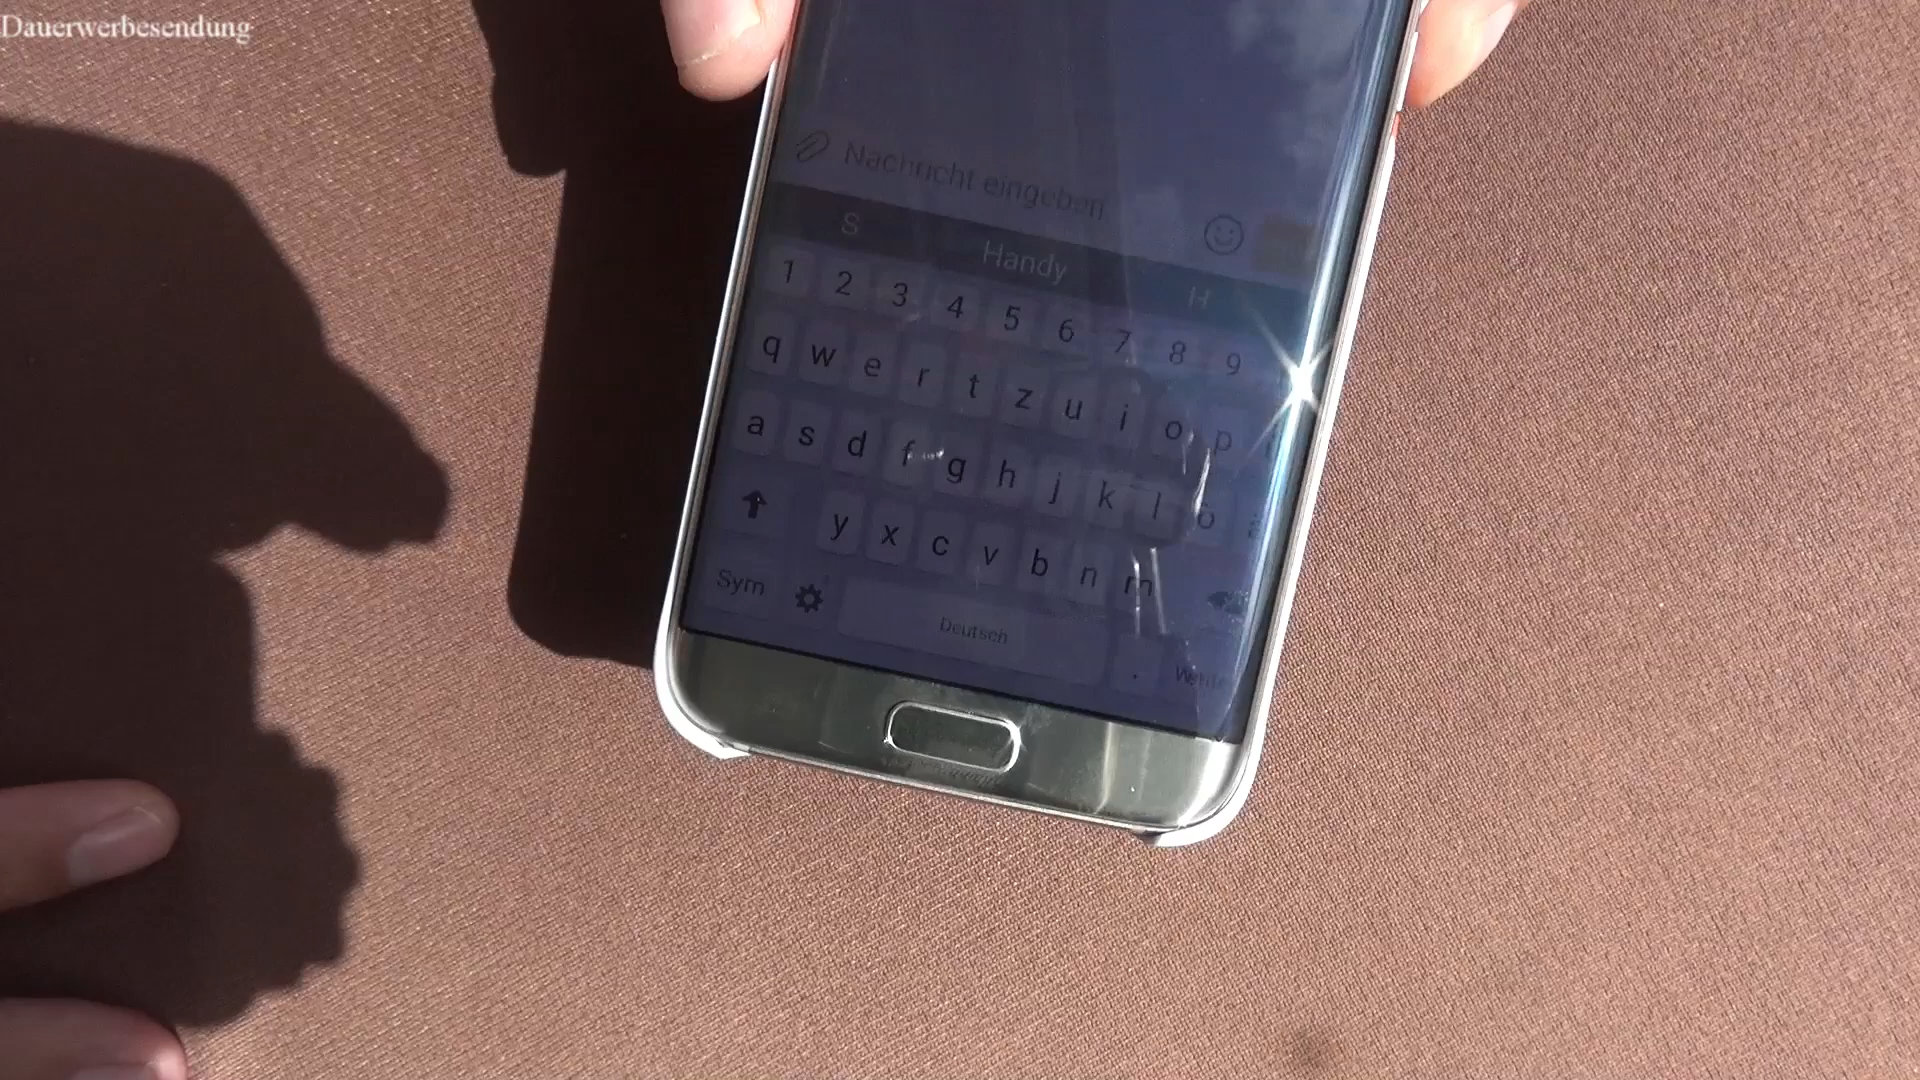 Dauerwerbesendung
Nachricht eingeben
S Handy H
1 2 3 4 5 6 7 8 9
q w e r t z u i o p
a s d f g h j k l ö
y x c v b n m
Sym Deutsch .